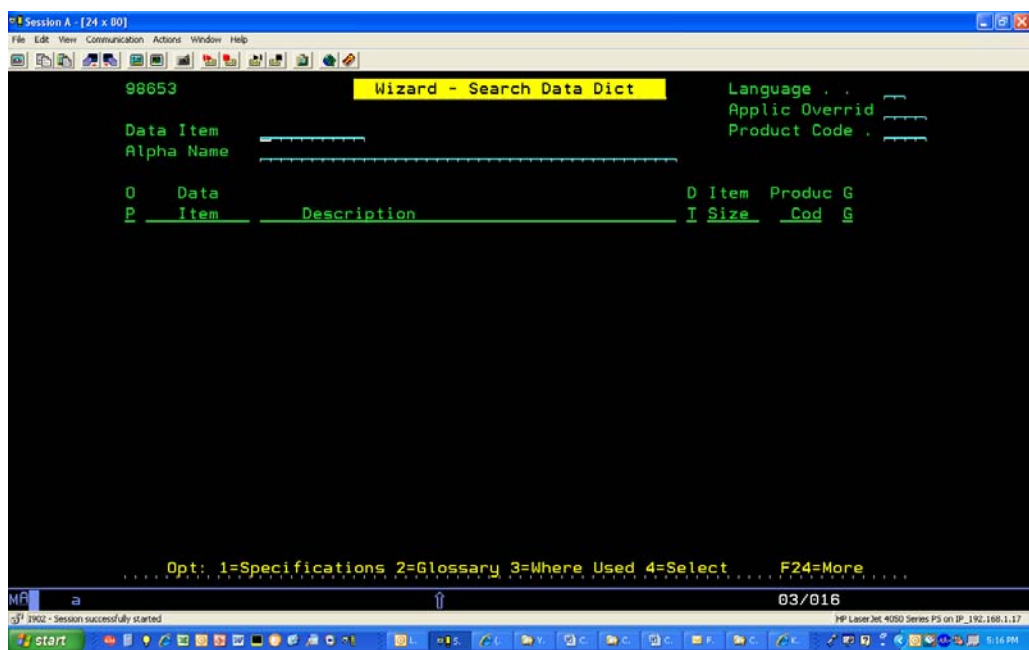 Session A - [24 x 80]
File Edit View Communication Actions Window Help
98653 Wizard - Search Data Dict Language . .
Applic Overrid
Data Item Product Code .
Alpha Name
O Data D Item Produc G
P Item Description T Size Cod G
Opt: 1=Specifications 2=Glossary 3=Where Used 4=Select F24=More
MA a 03/016
I902 - Session successfully started HP LaserJet 4050 Series PS on IP_192.168.1.17
start L. S. Y. C. C. C. F. C. K. 5:16 PM